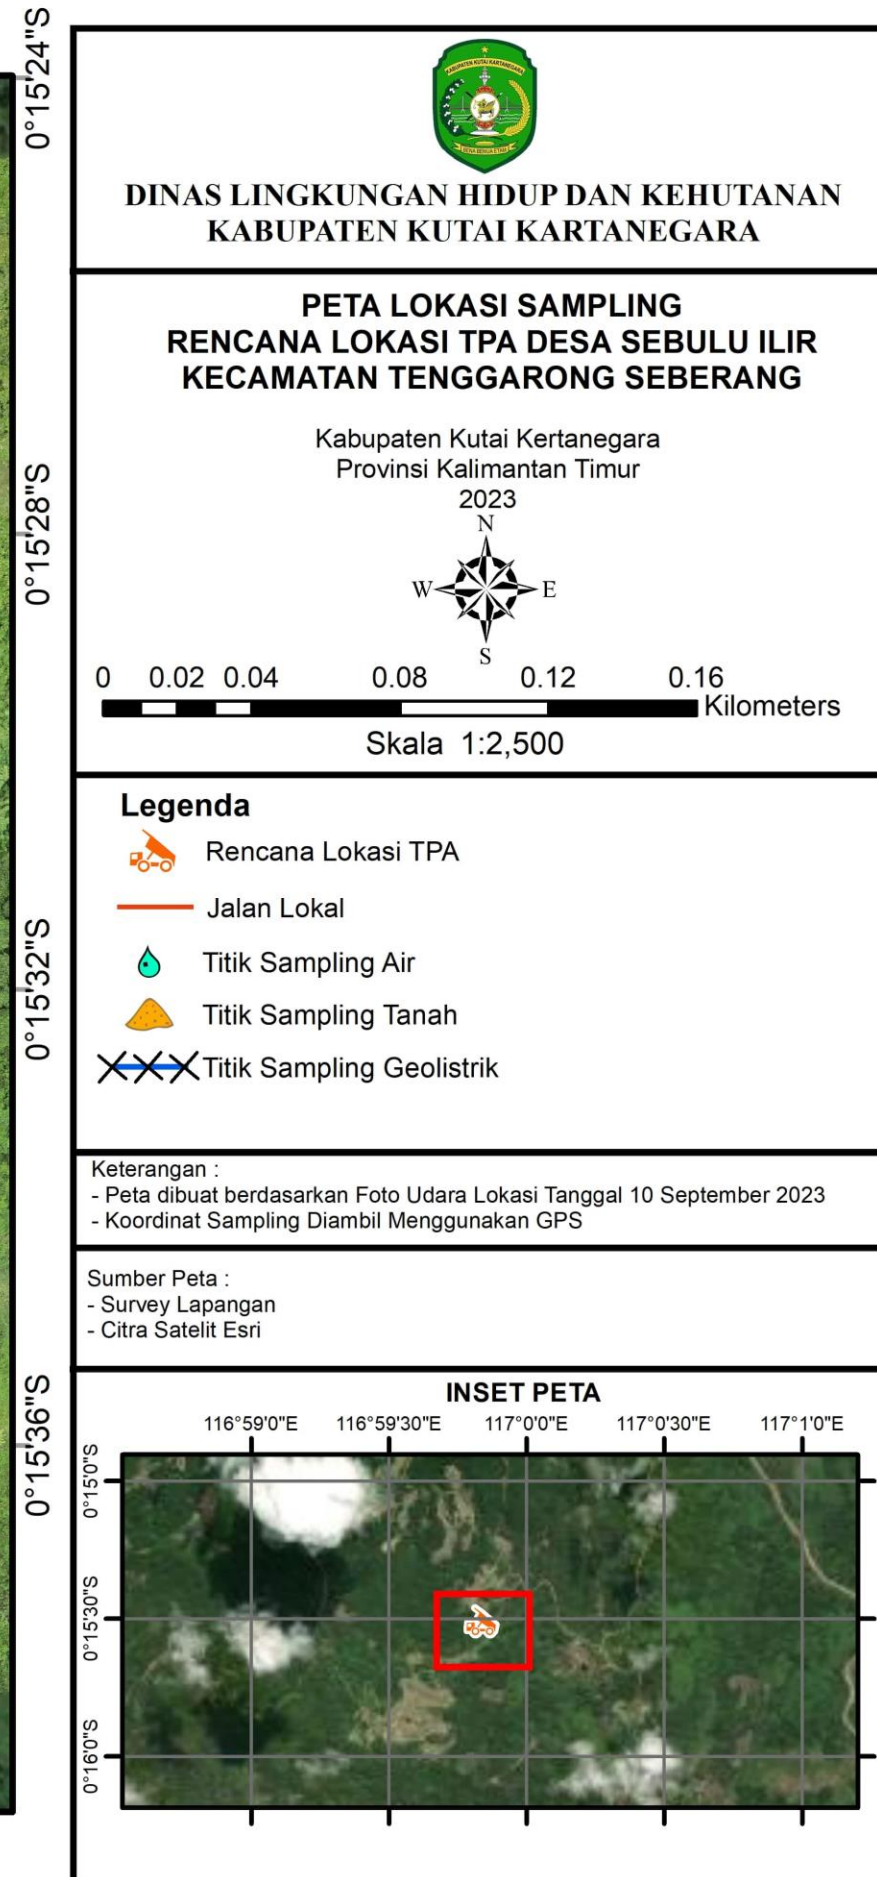 0°15'24"S
0°15'28"S
0°15'32"S
0°15'36"S
KABUPATEN KUTAI KARTANEGARA
DINAS LINGKUNGAN HIDUP DAN KEHUTANAN
KABUPATEN KUTAI KARTANEGARA
PETA LOKASI SAMPLING
RENCANA LOKASI TPA DESA SEBULU ILIR
KECAMATAN TENGGARONG SEBERANG
Kabupaten Kutai Kertanegara
Provinsi Kalimantan Timur
2023
N
W E
S
0 0.02 0.04 0.08 0.12 0.16
Kilometers
Skala 1:2,500
Legenda
Rencana Lokasi TPA
Jalan Lokal
Titik Sampling Air
Titik Sampling Tanah
Titik Sampling Geolistrik
Keterangan :
- Peta dibuat berdasarkan Foto Udara Lokasi Tanggal 10 September 2023
- Koordinat Sampling Diambil Menggunakan GPS
Sumber Peta :
- Survey Lapangan
- Citra Satelit Esri
INSET PETA
116°59'0"E 116°59'30"E 117°0'0"E 117°0'30"E 117°1'0"E
0°15'0"S
0°15'30"S
0°16'0"S